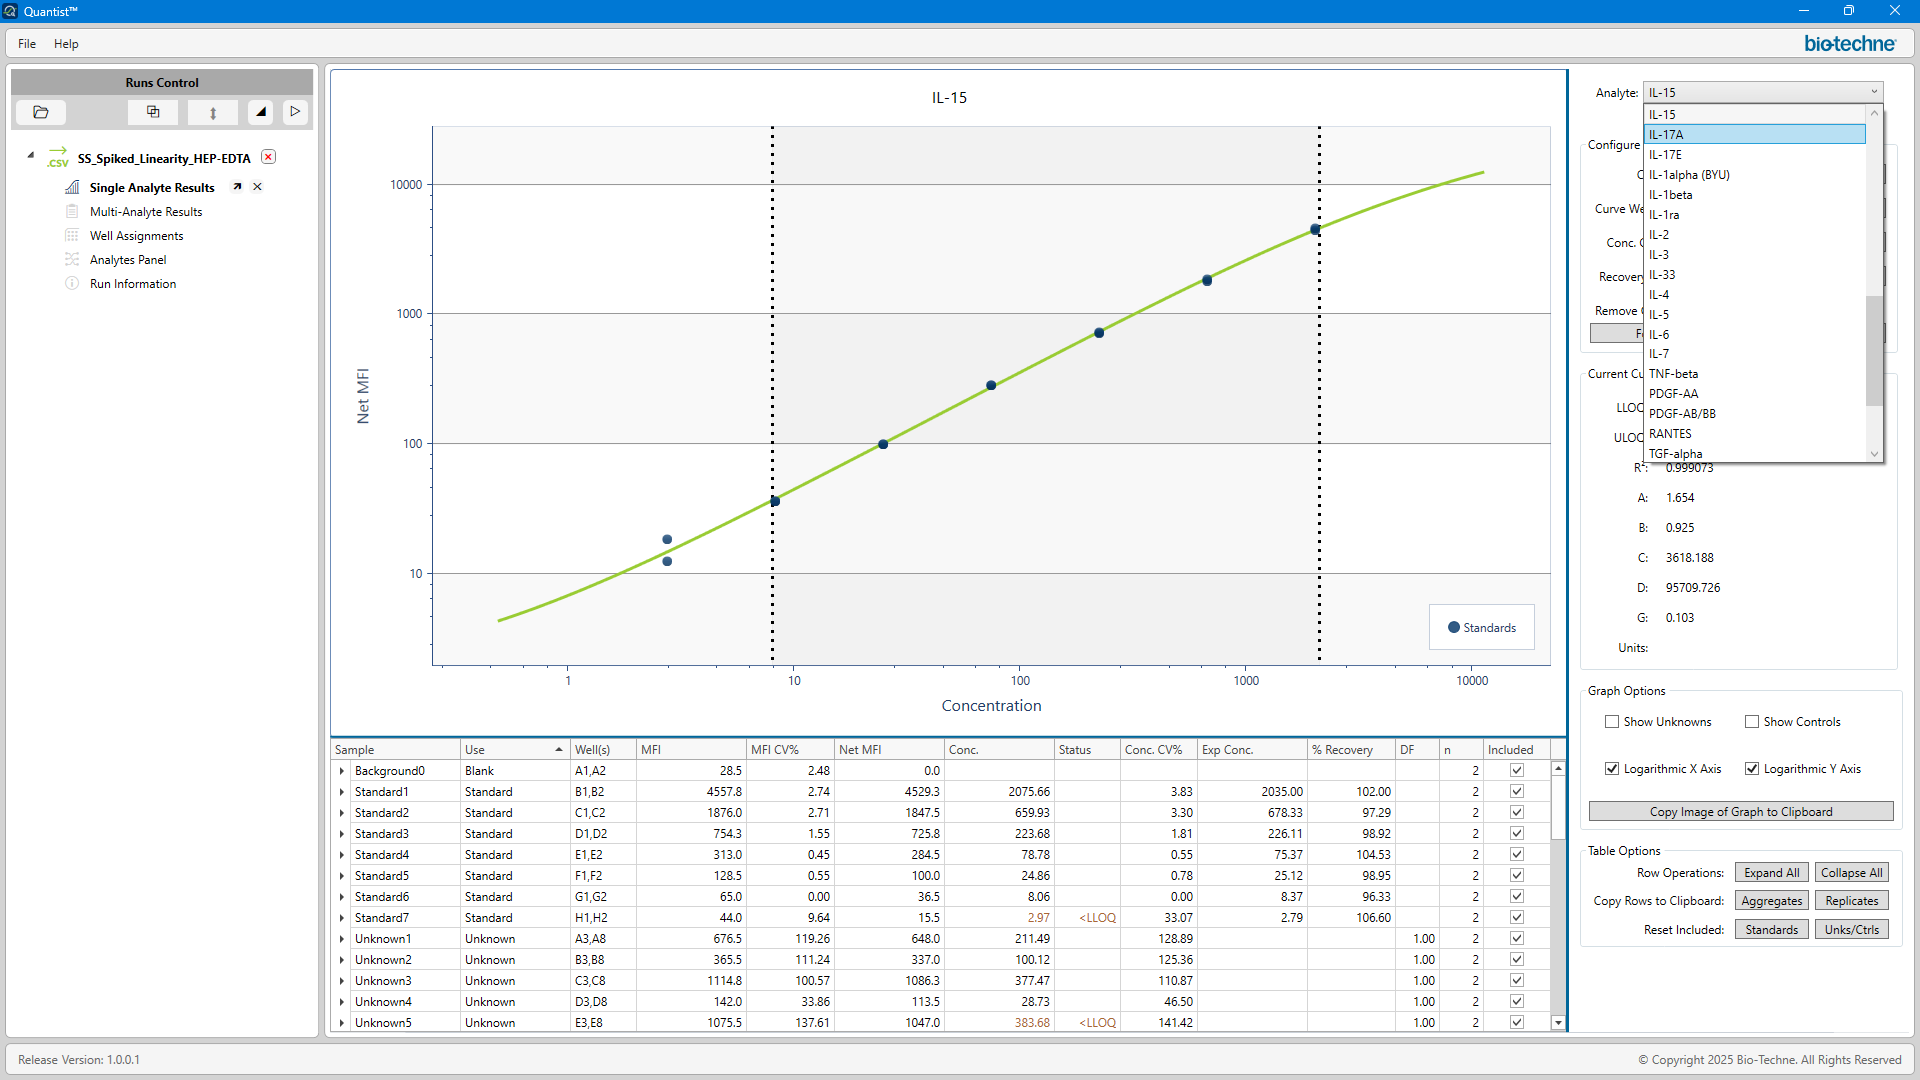 Quantist™
File Help
bio-techne
Runs Control
.CSV SS_Spiked_Linearity_HEP-EDTA
Single Analyte Results
Multi-Analyte Results
Well Assignments
Analytes Panel
Run Information
IL-15
10000
1000
100
10
Net MFI
Standards
1 10 100 1000 10000
Concentration
Sample Use Well(s) MFI MFI CV% Net MFI Conc. Status Conc. CV% Exp Conc. % Recovery DF n Included
Background0 Blank A1,A2 28.5 2.48 0.0 2
Standard1 Standard B1,B2 4557.8 2.74 4529.3 2075.66 3.83 2035.00 102.00 2
Standard2 Standard C1,C2 1876.0 2.71 1847.5 659.93 3.30 678.33 97.29 2
Standard3 Standard D1,D2 754.3 1.55 725.8 223.68 1.81 226.11 98.92 2
Standard4 Standard E1,E2 313.0 0.45 284.5 78.78 0.55 75.37 104.53 2
Standard5 Standard F1,F2 128.5 0.55 100.0 24.86 0.78 25.12 98.95 2
Standard6 Standard G1,G2 65.0 0.00 36.5 8.06 0.00 8.37 96.33 2
Standard7 Standard H1,H2 44.0 9.64 15.5 2.97 <LLOQ 33.07 2.79 106.60 2
Unknown1 Unknown A3,A8 676.5 119.26 648.0 211.49 128.89 1.00 2
Unknown2 Unknown B3,B8 365.5 111.24 337.0 100.12 125.36 1.00 2
Unknown3 Unknown C3,C8 1114.8 100.57 1086.3 377.47 110.87 1.00 2
Unknown4 Unknown D3,D8 142.0 33.86 113.5 28.73 46.50 1.00 2
Unknown5 Unknown E3,E8 1075.5 137.61 1047.0 383.68 <LLOQ 141.42 1.00 2
Analyte: IL-15
IL-15
IL-17A
IL-17E
IL-1alpha (BYU)
IL-1beta
IL-1ra
IL-2
IL-3
IL-33
IL-4
IL-5
IL-6
IL-7
TNF-beta
PDGF-AA
PDGF-AB/BB
RANTES
TGF-alpha
Configure
Curve We
Conc. C
Recovery
Remove
Current Cu
LLOQ
ULOQ
R²: 0.999073
A: 1.654
B: 0.925
C: 3618.188
D: 95709.726
G: 0.103
Units:
Graph Options
Show Unknowns Show Controls
Logarithmic X Axis Logarithmic Y Axis
Copy Image of Graph to Clipboard
Table Options
Row Operations: Expand All Collapse All
Copy Rows to Clipboard: Aggregates Replicates
Reset Included: Standards Unks/Ctrls
Release Version: 1.0.0.1
© Copyright 2025 Bio-Techne. All Rights Reserved